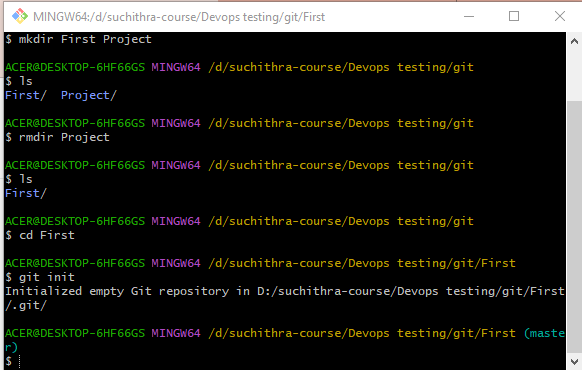 MINGW64:/d/suchithra-course/Devops testing/git/First
$ mkdir First Project
ACER@DESKTOP-6HF66GS MINGW64 /d/suchithra-course/Devops testing/git
$ ls
First/  Project/
ACER@DESKTOP-6HF66GS MINGW64 /d/suchithra-course/Devops testing/git
$ rmdir Project
ACER@DESKTOP-6HF66GS MINGW64 /d/suchithra-course/Devops testing/git
$ ls
First/
ACER@DESKTOP-6HF66GS MINGW64 /d/suchithra-course/Devops testing/git
$ cd First
ACER@DESKTOP-6HF66GS MINGW64 /d/suchithra-course/Devops testing/git/First
$ git init
Initialized empty Git repository in D:/suchithra-course/Devops testing/git/First
/.git/
ACER@DESKTOP-6HF66GS MINGW64 /d/suchithra-course/Devops testing/git/First (maste
r)
$